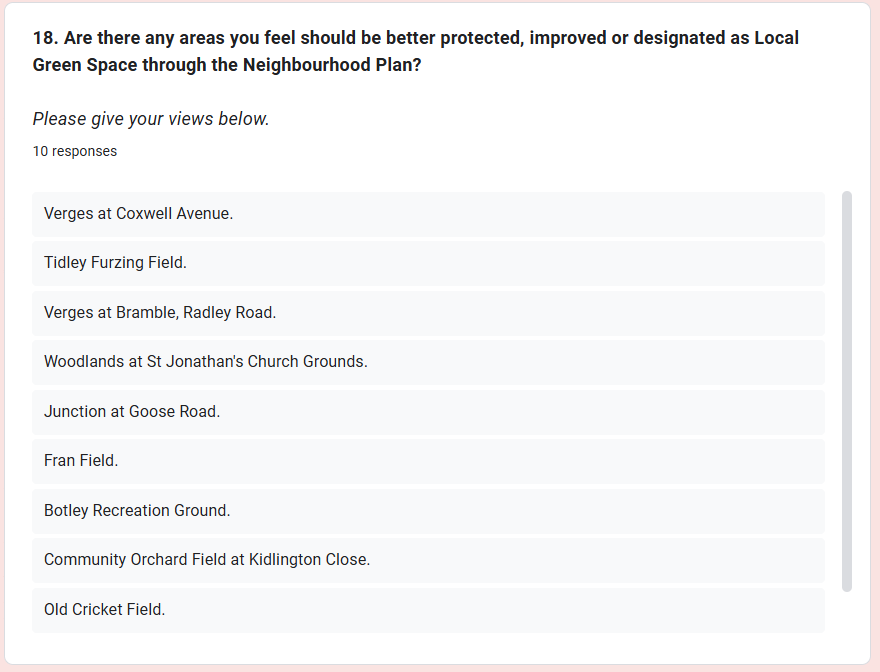 18. Are there any areas you feel should be better protected, improved or designated as Local
Green Space through the Neighbourhood Plan?
Please give your views below.
10 responses
Verges at Coxwell Avenue.
Tidley Furzing Field.
Verges at Bramble, Radley Road.
Woodlands at St Jonathan's Church Grounds.
Junction at Goose Road.
Fran Field.
Botley Recreation Ground.
Community Orchard Field at Kidlington Close.
Old Cricket Field.